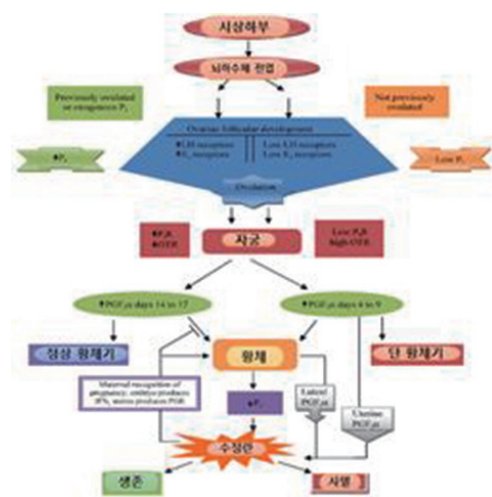 시상하부
뇌하수체 전엽
Previously ovulated
or exogenous P₄
Not previously
ovulated
Ovarian follicular development
↑LH receptors
↑E₂ receptors
Low LH receptors
Low E₂ receptors
↑P₄
Low P₄
Ovulation
↑P₄R
↓OTR
자궁
Low P₄R
high OTR
↑PGF₂α days 14 to 17
↑PGF₂α days 4 to 9
정상 황체기
황체
단 황체기
Maternal recognition of
pregnancy, embryo produces
IFN, uterus produces PGE
↑P₄
Luteal
PGF₂α
Uterine
PGF₂α
수정란
생존
사멸